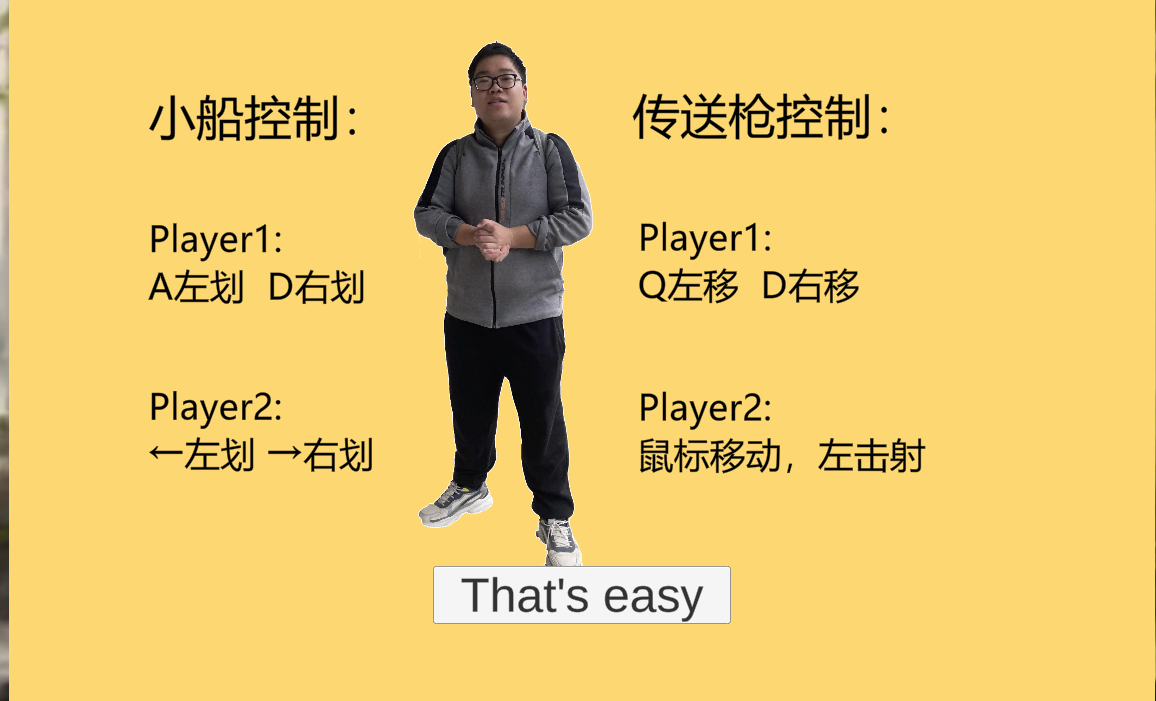 小船控制：
Player1:
A左划 D右划
Player2:
←左划 →右划
传送枪控制：
Player1:
Q左移 D右移
Player2:
鼠标移动，左击射
That's easy